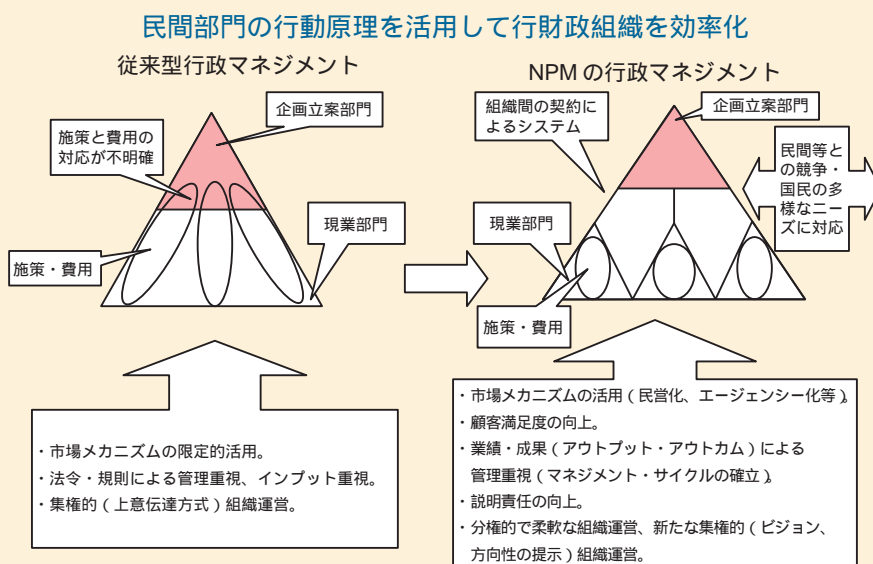 民間部門の行動原理を活用して行財政組織を効率化
従来型行政マネジメント
企画立案部門
施策と費用の
対応が不明確
現業部門
施策・費用
・市場メカニズムの限定的活用。
・法令・規則による管理重視、インプット重視。
・集権的（上意伝達方式）組織運営。
NPMの行政マネジメント
組織間の契約に
よるシステム
企画立案部門
民間等と
の競争・
国民の多
様なニー
ズに対応
現業部門
施策・費用
・市場メカニズムの活用（民営化、エージェンシー化等）。
・顧客満足度の向上。
・業績・成果（アウトプット・アウトカム）による
管理重視（マネジメント・サイクルの確立）。
・説明責任の向上。
・分権的で柔軟な組織運営、新たな集権的（ビジョン、
方向性の提示）組織運営。